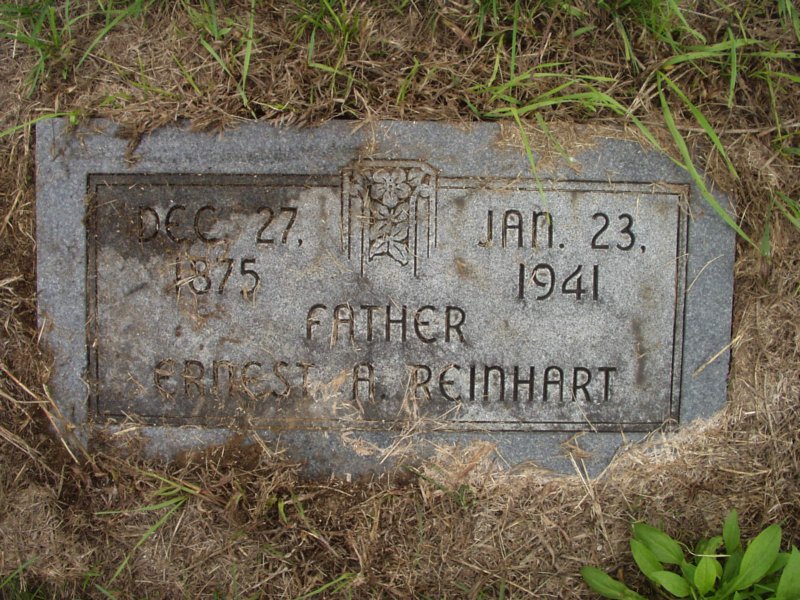 DEC. 27, JAN. 23,
1875 1941
FATHER
ERNEST A. REINHART